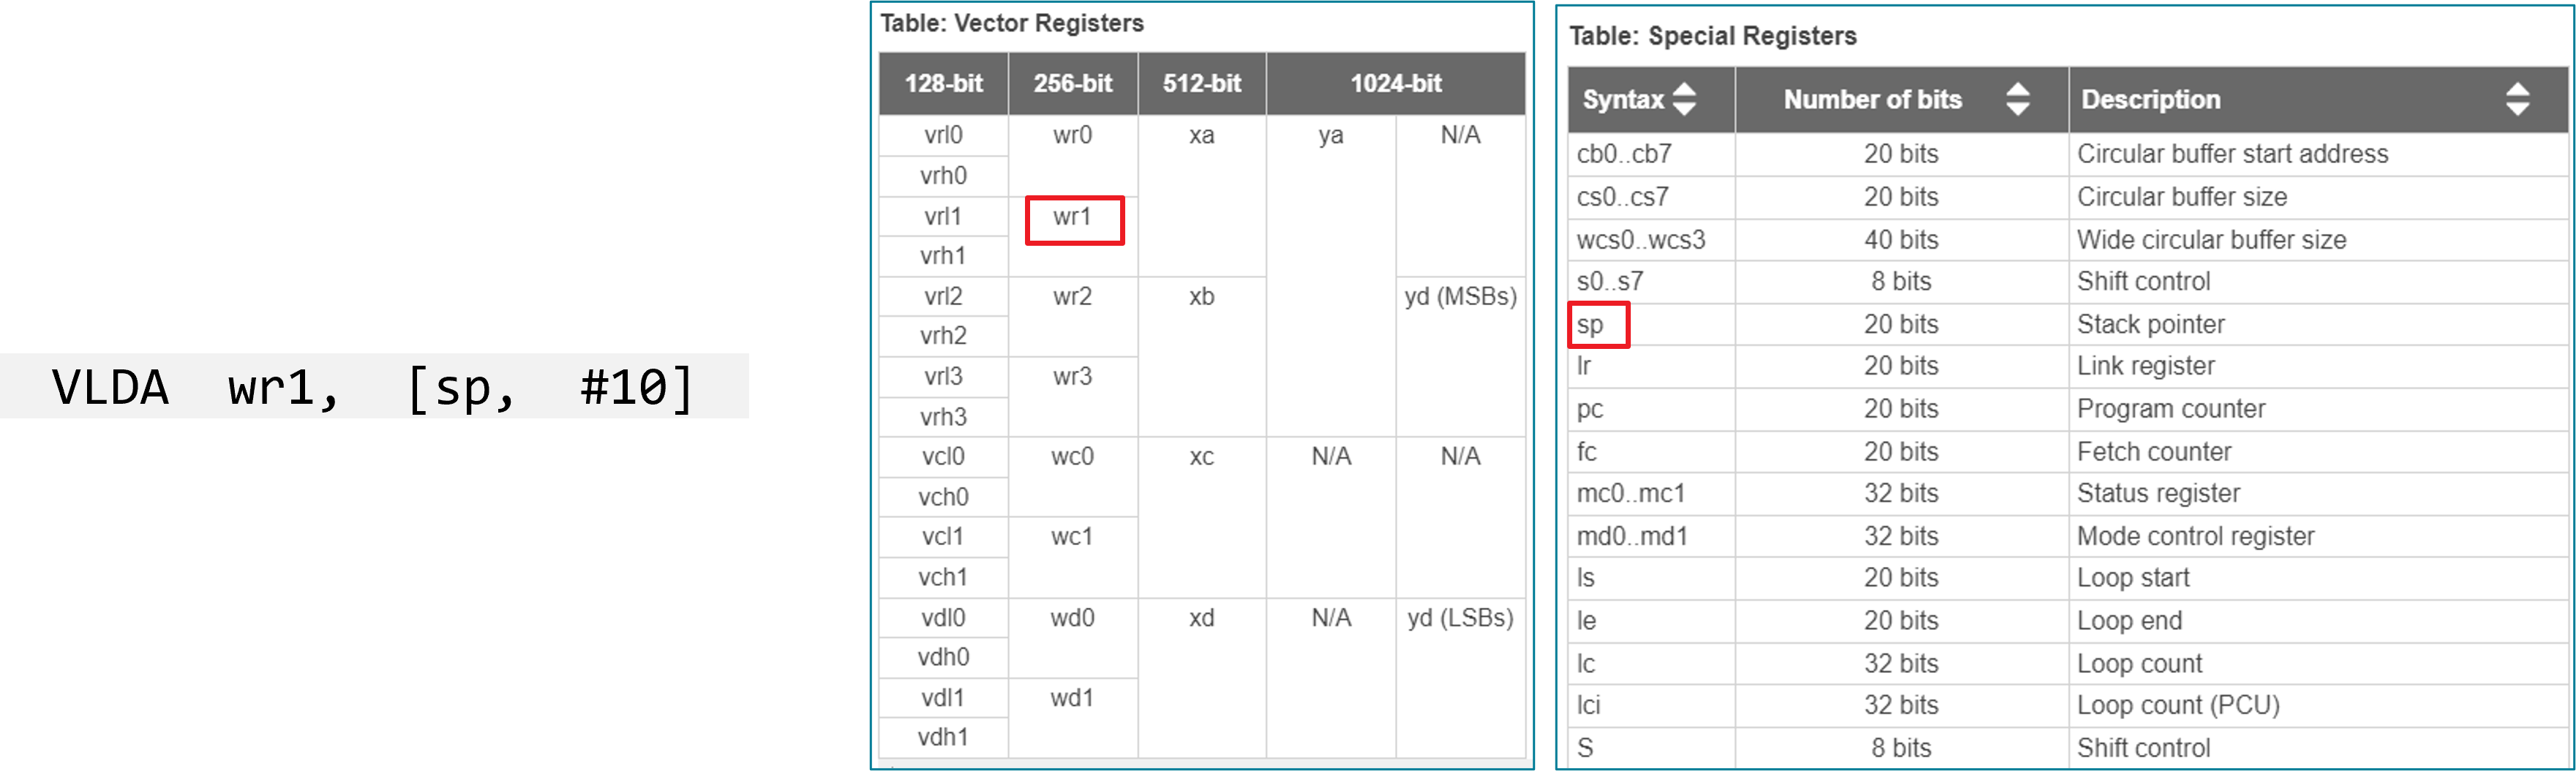 VLDA wr1, [sp, #10]
Table: Vector Registers
128-bit 256-bit 512-bit 1024-bit
vrl0 wr0 xa ya N/A
vrh0
vrl1 wr1
vrh1
vrl2 wr2 xb yd (MSBs)
vrh2
vrl3 wr3
vrh3
vcl0 wc0 xc N/A N/A
vch0
vcl1 wc1
vch1
vdl0 wd0 xd N/A yd (LSBs)
vdh0
vdl1 wd1
vdh1
Table: Special Registers
Syntax Number of bits Description
cb0..cb7 20 bits Circular buffer start address
cs0..cs7 20 bits Circular buffer size
wcs0..wcs3 40 bits Wide circular buffer size
s0..s7 8 bits Shift control
sp 20 bits Stack pointer
lr 20 bits Link register
pc 20 bits Program counter
fc 20 bits Fetch counter
mc0..mc1 32 bits Status register
md0..md1 32 bits Mode control register
ls 20 bits Loop start
le 20 bits Loop end
lc 32 bits Loop count
lci 32 bits Loop count (PCU)
S 8 bits Shift control